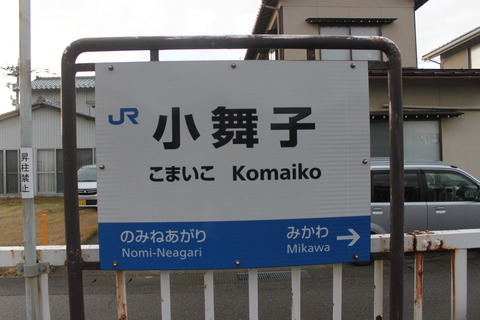 JR 小舞子
こまいこ Komaiko
のみねあがり みかわ →
Nomi-Neagari Mikawa
昇柱禁止